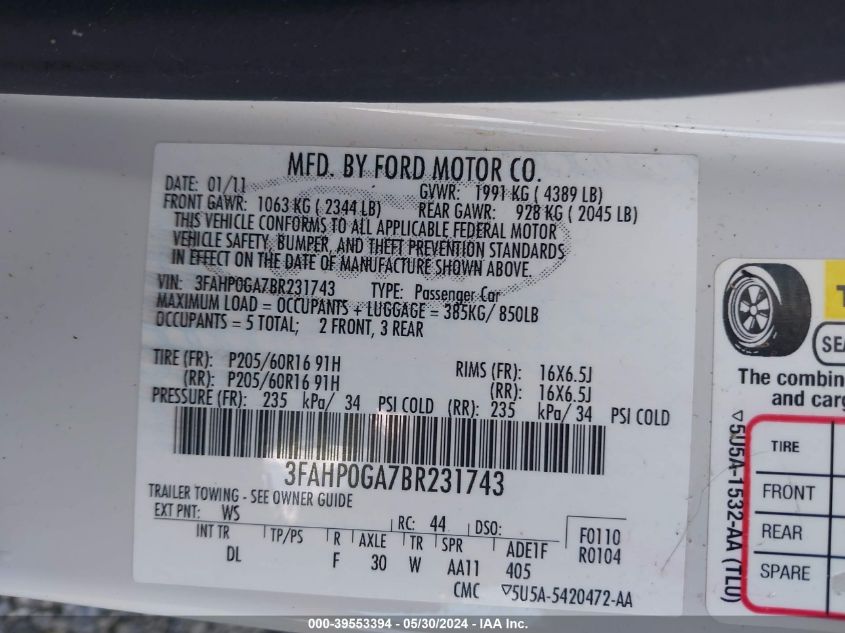 MFD. BY FORD MOTOR CO.
DATE: 01/11 GVWR: 1991 KG ( 4389 LB)
FRONT GAWR: 1063 KG ( 2344 LB) REAR GAWR: 928 KG ( 2045 LB)
THIS VEHICLE CONFORMS TO ALL APPLICABLE FEDERAL MOTOR
VEHICLE SAFETY, BUMPER, AND THEFT PREVENTION STANDARDS
IN EFFECT ON THE DATE OF MANUFACTURE SHOWN ABOVE.
VIN: 3FAHP0GA7BR231743 TYPE: Passenger Car
MAXIMUM LOAD = OCCUPANTS + LUGGAGE = 385KG/ 850LB
OCCUPANTS = 5 TOTAL; 2 FRONT, 3 REAR
TIRE (FR): P205/60R16 91H RIMS (FR): 16X6.5J
(RR): P205/60R16 91H (RR): 16X6.5J
PRESSURE (FR): 235 kPa/ 34 PSI COLD (RR): 235 kPa/ 34 PSI COLD
3FAHP0GA7BR231743
TRAILER TOWING - SEE OWNER GUIDE
EXT PNT: WS RC: 44 DSO: F0110
INT TR TP/PS R AXLE TR SPR ADE1F R0104
DL F 30 W AA11 405
CMC ▽5U5A-5420472-AA
SEA
The combin
and carg
TIRE
FRONT
REAR
SPARE
▽5U5A-1532-AA (TLU)
000-39553394 - 05/30/2024 - IAA Inc.